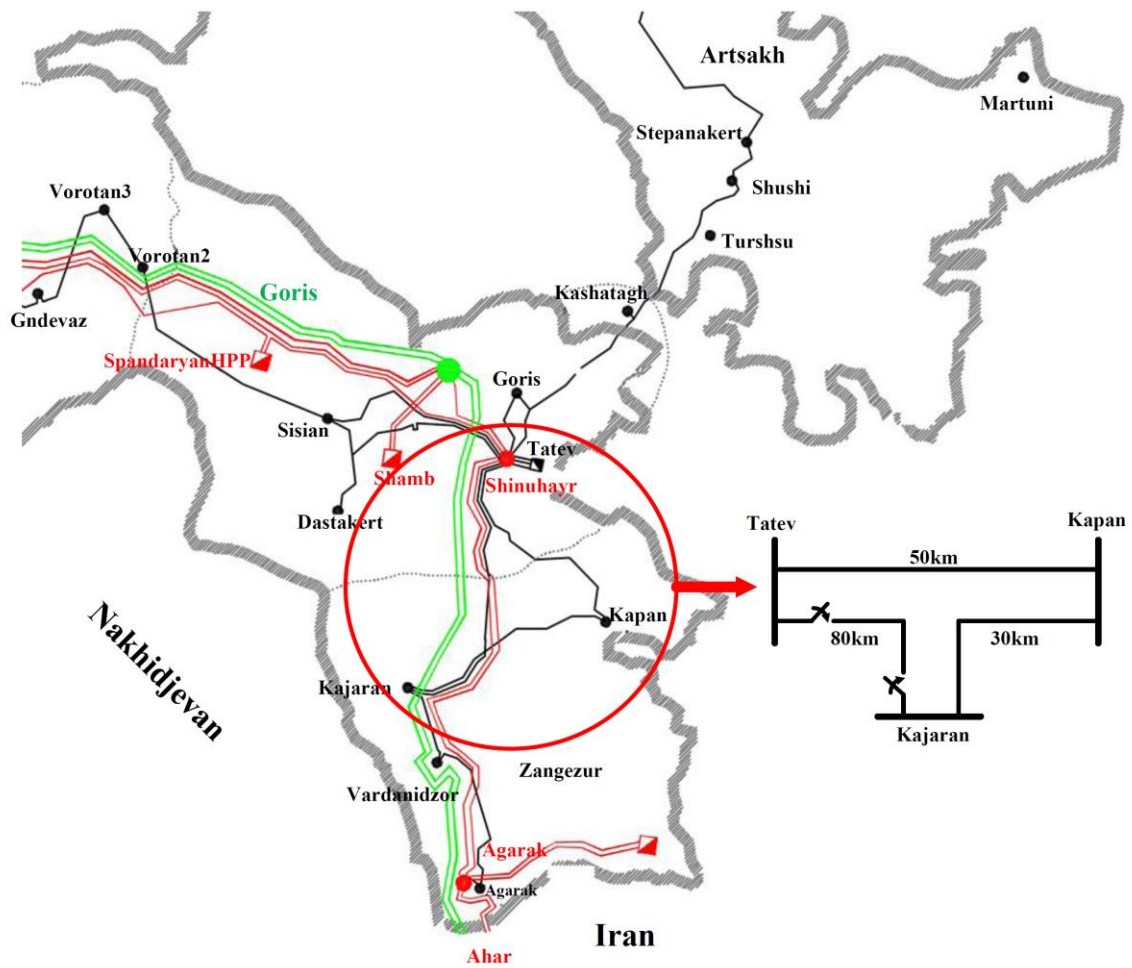 Artsakh
Martuni
Stepanakert
Shushi
Vorotan3
Turshsu
Vorotan2
Goris
Kashatagh
Gndevaz
SpandaryanHPP
Goris
Sisian
Tatev
Shamb
Shinuhayr
Dastakert
Tatev
Kapan
50km
Kapan
80km
30km
Nakhidjevan
Kajaran
Kajaran
Zangezur
Vardanidzor
Agarak
Agarak
Iran
Ahar